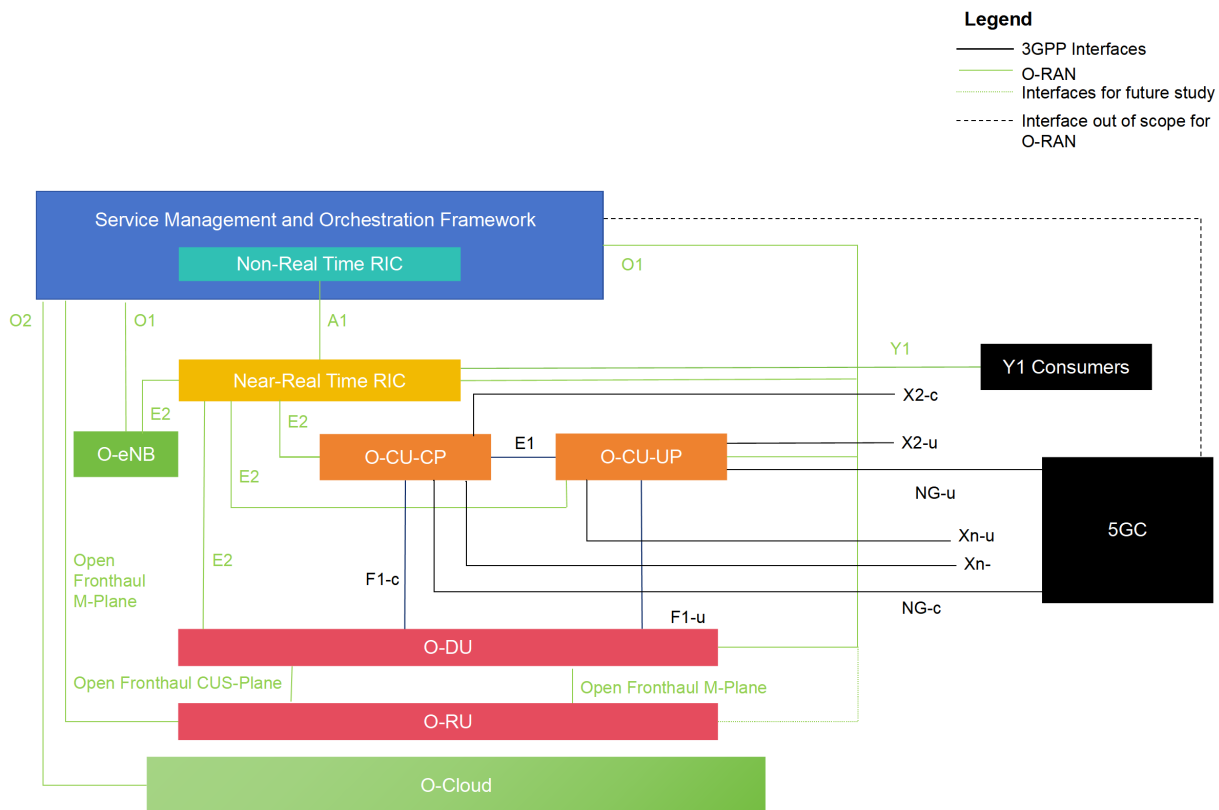 Legend
3GPP Interfaces
O-RAN
Interfaces for future study
Interface out of scope for
O-RAN
Service Management and Orchestration Framework
Non-Real Time RIC
O1
O2
O1
A1
Y1
Near-Real Time RIC
Y1 Consumers
X2-c
E2
E2
O-eNB
O-CU-CP
E1
O-CU-UP
X2-u
E2
NG-u
5GC
Xn-u
Open
Fronthaul
M-Plane
E2
Xn-
F1-c
NG-c
F1-u
O-DU
Open Fronthaul CUS-Plane
Open Fronthaul M-Plane
O-RU
O-Cloud